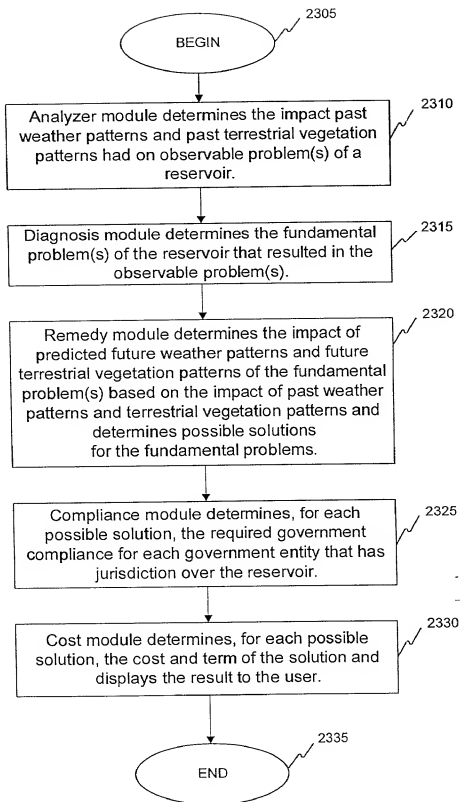 2305
BEGIN
2310
Analyzer module determines the impact past
weather patterns and past terrestrial vegetation
patterns had on observable problem(s) of a
reservoir.
2315
Diagnosis module determines the fundamental
problem(s) of the reservoir that resulted in the
observable problem(s).
2320
Remedy module determines the impact of
predicted future weather patterns and future
terrestrial vegetation patterns of the fundamental
problem(s) based on the impact of past weather
patterns and terrestrial vegetation patterns and
determines possible solutions
for the fundamental problems.
2325
Compliance module determines, for each
possible solution, the required government
compliance for each government entity that has
jurisdiction over the reservoir.
2330
Cost module determines, for each possible
solution, the cost and term of the solution and
displays the result to the user.
2335
END